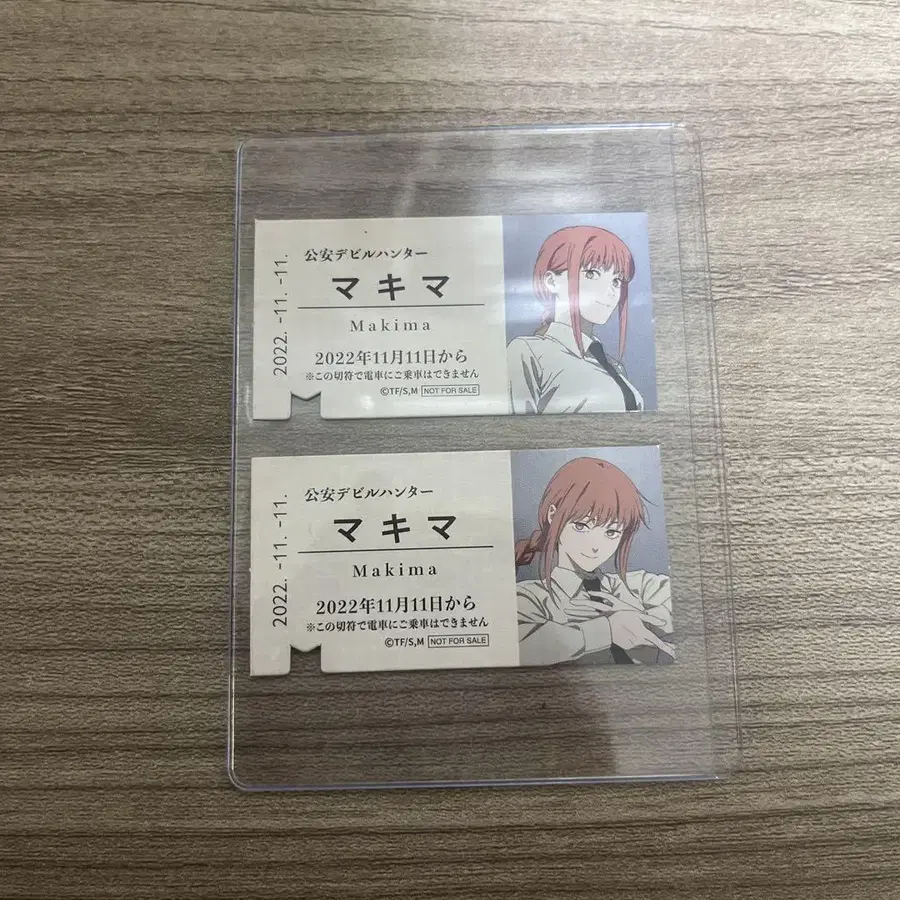 2022. -11. -11.
公安デビルハンター
マキマ
Makima
2022年11月11日から
※この切符で電車にご乗車はできません
©TF/S,M NOT FOR SALE
2022. -11. -11.
公安デビルハンター
マキマ
Makima
2022年11月11日から
※この切符で電車にご乗車はできません
©TF/S,M NOT FOR SALE